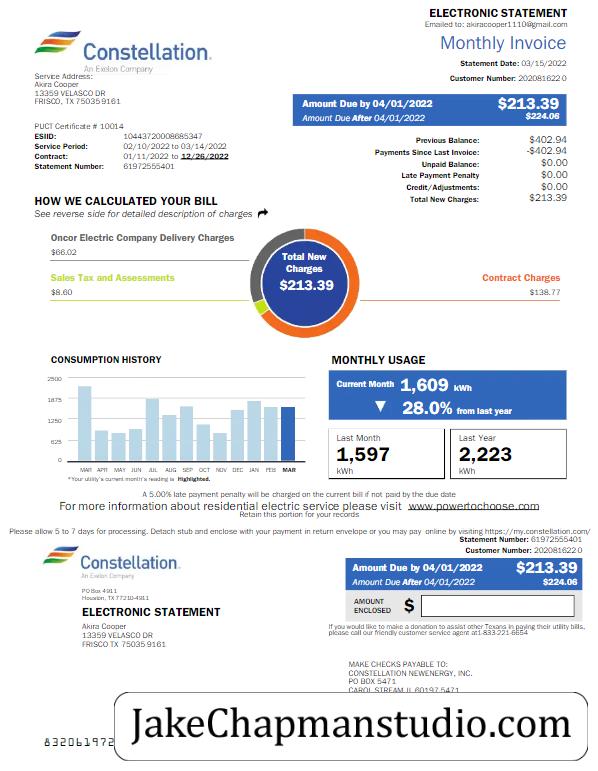 ELECTRONIC STATEMENT
Emailed to: akiracooper1110@gmail.com
Constellation.
An Exelon Company
Monthly Invoice
Statement Date: 03/15/2022
Customer Number: 202081622 0
Service Address:
Akira Cooper
13359 VELASCO DR
FRISCO, TX 75035 9161
Amount Due by 04/01/2022 $213.39
Amount Due After 04/01/2022 $224.06
PUCT Certificate # 10014
ESIID: 10443720008685347
Service Period: 02/10/2022 to 03/14/2022
Contract: 01/11/2022 to 12/26/2022
Statement Number: 61972555401
Previous Balance: $402.94
Payments Since Last Invoice: -$402.94
Unpaid Balance: $0.00
Late Payment Penalty $0.00
Credit/Adjustments: $0.00
Total New Charges: $213.39
HOW WE CALCULATED YOUR BILL
See reverse side for detailed description of charges
Oncor Electric Company Delivery Charges
$66.02
Sales Tax and Assessments
$8.60
Total New
Charges
$213.39
Contract Charges
$138.77
CONSUMPTION HISTORY
2500
1875
1250
625
0
MAR APR MAY JUN JUL AUG SEP OCT NOV DEC JAN FEB MAR
*Your utility's current month's reading is Highlighted.
MONTHLY USAGE
Current Month 1,609 kWh
28.0% from last year
Last Month
1,597
kWh
Last Year
2,223
kWh
A 5.00% late payment penalty will be charged on the current bill if not paid by the due date
For more information about residential electric service please visit www.powertochoose.com
Retain this portion for your records
Please allow 5 to 7 days for processing. Detach stub and enclose with your payment in return envelope or you may pay online by visiting https://my.constellation.com/
Statement Number: 61972555401
Customer Number: 202081622 0
Constellation.
An Exelon Company
PO Box 4911
Houston, TX 77210-4911
ELECTRONIC STATEMENT
Akira Cooper
13359 VELASCO DR
FRISCO TX 75035 9161
Amount Due by 04/01/2022 $213.39
Amount Due After 04/01/2022 $224.06
AMOUNT
ENCLOSED $
If you would like to make a donation to assist other Texans in paying their utility bills,
please call our friendly customer service agent at1-833-221-6654
MAKE CHECKS PAYABLE TO:
CONSTELLATION NEWENERGY, INC.
PO BOX 5471
CAROL STREAM IL 60197 5471
JakeChapmanstudio.com
832061972